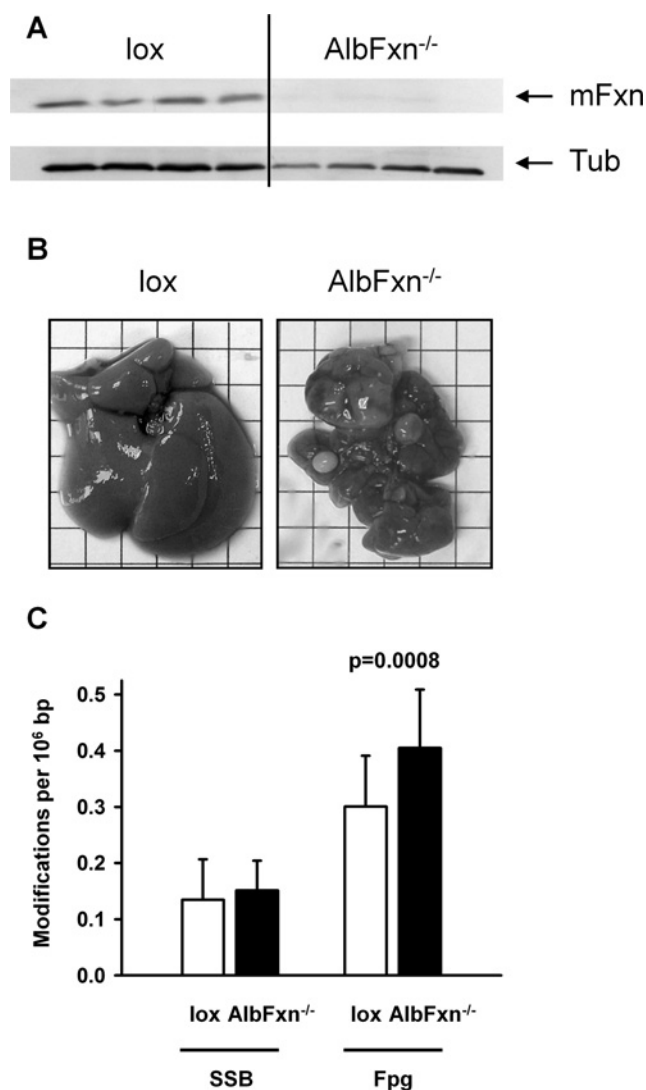 A
lox AlbFxn-/-
mFxn
Tub
B
lox AlbFxn-/-
C
p=0.0008
Modifications per 10⁶ bp
0.5
0.4
0.3
0.2
0.1
0.0
lox AlbFxn-/- lox AlbFxn-/-
SSB Fpg